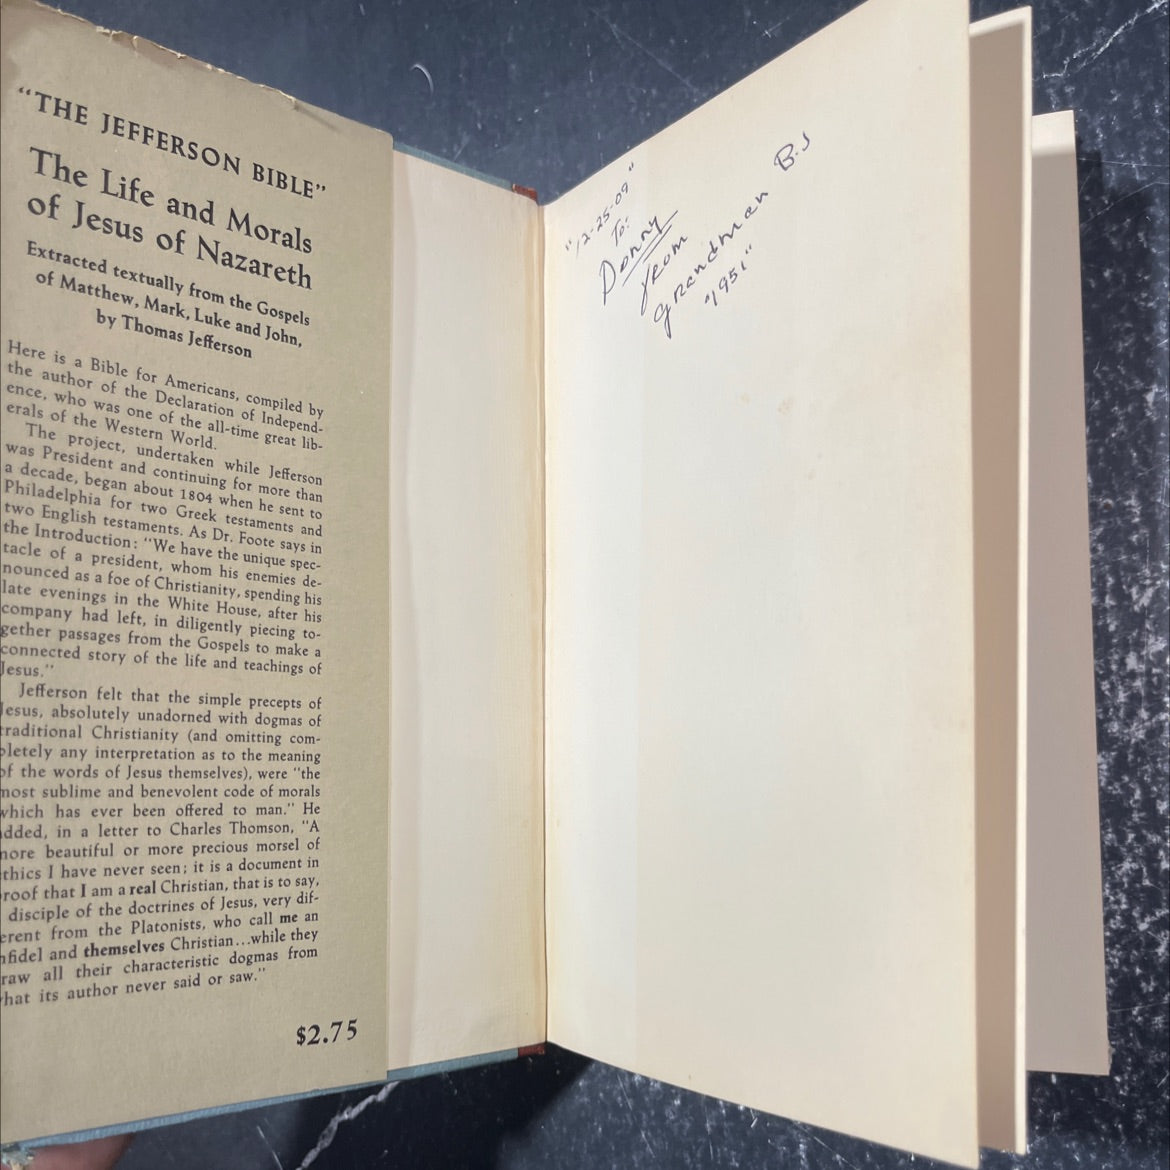 "THE JEFFERSON BIBLE"
The Life and Morals
of Jesus of Nazareth
Extracted textually from the Gospels
of Matthew, Mark, Luke and John,
by Thomas Jefferson
Here is a Bible for Americans, compiled by
the author of the Declaration of Independ-
ence, who was one of the all-time great lib-
erals of the Western World.
The project, undertaken while Jefferson
was President and continuing for more than
a decade, began about 1804 when he sent to
Philadelphia for two Greek testaments and
two English testaments. As Dr. Foote says in
the Introduction: "We have the unique spec-
tacle of a president, whom his enemies de-
nounced as a foe of Christianity, spending his
late evenings in the White House, after his
company had left, in diligently piecing to-
gether passages from the Gospels to make a
connected story of the life and teachings of
Jesus."
Jefferson felt that the simple precepts of
Jesus, absolutely unadorned with dogmas of
traditional Christianity (and omitting com-
pletely any interpretation as to the meaning
of the words of Jesus themselves), were "the
most sublime and benevolent code of morals
which has ever been offered to man." He
added, in a letter to Charles Thomson, "A
more beautiful or more precious morsel of
ethics I have never seen; it is a document in
proof that I am a real Christian, that is to say,
disciple of the doctrines of Jesus, very dif-
erent from the Platonists, who call me an
nfidel and themselves Christian...while they
raw all their characteristic dogmas from
what its author never said or saw."
$2.75
"12-25-09"
To:
Donny
from
Grandman B.J
"1951"